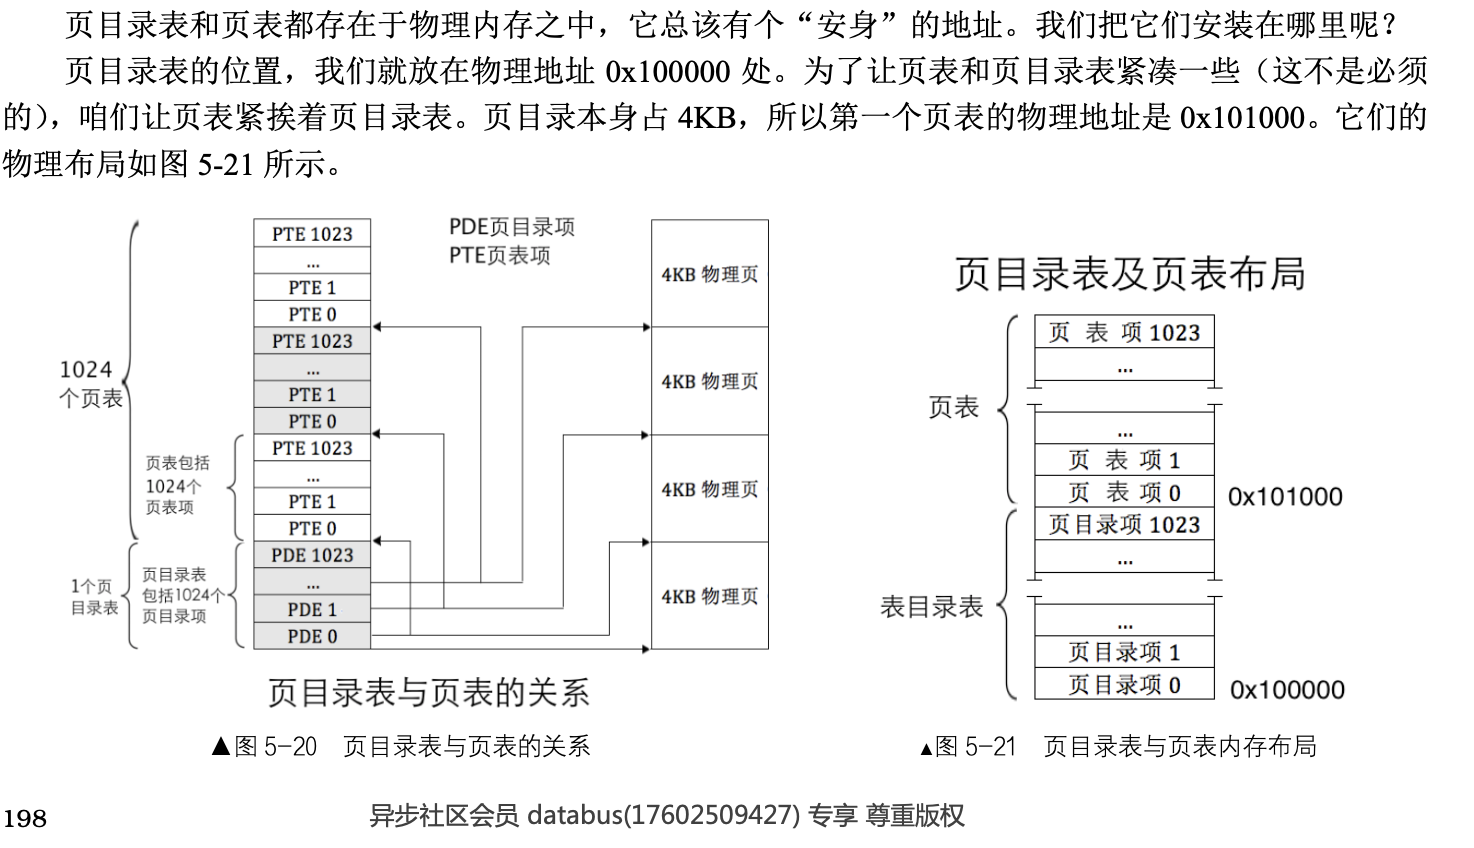 页目录表和页表都存在于物理内存之中，它总该有个“安身”的地址。我们把它们安装在哪里呢？
页目录表的位置，我们就放在物理地址 0x100000 处。为了让页表和页目录表紧凑一些（这不是必须
的），咱们让页表紧挨着页目录表。页目录本身占 4KB，所以第一个页表的物理地址是 0x101000。它们的
物理布局如图 5-21 所示。
PTE 1023
...
PTE 1
PTE 0
PTE 1023
...
PTE 1
PTE 0
PTE 1023
...
PTE 1
PTE 0
PDE 1023
...
PDE 1
PDE 0
1024
个页表
页表包括
1024个
页表项
1个页
目录表
页目录表
包括1024个
页目录项
PDE页目录项
PTE页表项
4KB 物理页
4KB 物理页
4KB 物理页
4KB 物理页
页目录表与页表的关系
▲图 5-20 页目录表与页表的关系
页目录表及页表布局
页 表 项 1023
...
...
页 表 项 1
页 表 项 0
0x101000
页目录项 1023
...
...
页目录项 1
页目录项 0
0x100000
页表
表目录表
▲图 5-21 页目录表与页表内存布局
198
异步社区会员 databus(17602509427) 专享 尊重版权